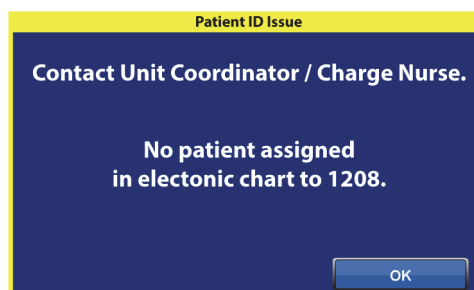 Patient ID Issue
Contact Unit Coordinator / Charge Nurse.
No patient assigned
in electonic chart to 1208.
OK